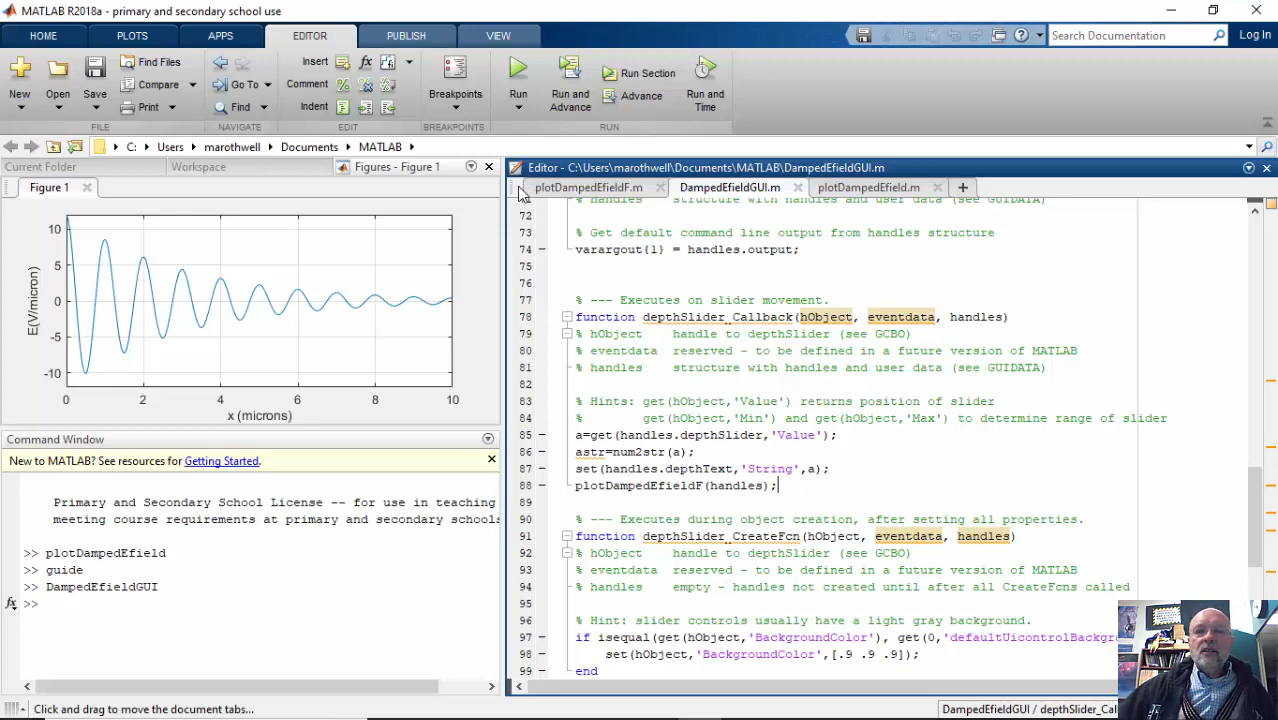 MATLAB R2018a - primary and secondary school use
HOME
PLOTS
APPS
EDITOR
PUBLISH
VIEW
Search Documentation
Log In
New
Open
Save
Find Files
Compare
Print
FILE
Go To
Find
NAVIGATE
Insert
fx
Comment
Indent
EDIT
Breakpoints
BREAKPOINTS
Run
Run and Advance
Run Section
Advance
Run and Time
RUN
C: Users marothwell Documents MATLAB
Current Folder
Workspace
Figures - Figure 1
Figure 1
10
5
0
-5
-10
E(V/micron)
0 2 4 6 8 10
x (microns)
Command Window
New to MATLAB? See resources for Getting Started.
Primary and Secondary School License -- for use in teaching
meeting course requirements at primary and secondary schools
>> plotDampedEfield
>> guide
>> DampedEfieldGUI
fx >>
Editor - C:\Users\marothwell\Documents\MATLAB\DampedEfieldGUI.m
plotDampedEfieldF.m
DampedEfieldGUI.m
plotDampedEfield.m
% handles structure with handles and user data (see GUIDATA)
72
73 % Get default command line output from handles structure
74 varargout{1} = handles.output;
75
76
77 % --- Executes on slider movement.
78 function depthSlider_Callback(hObject, eventdata, handles)
79 % hObject handle to depthSlider (see GCBO)
80 % eventdata reserved - to be defined in a future version of MATLAB
81 % handles structure with handles and user data (see GUIDATA)
82
83 % Hints: get(hObject,'Value') returns position of slider
84 % get(hObject,'Min') and get(hObject,'Max') to determine range of slider
85 a=get(handles.depthSlider,'Value');
86 astr=num2str(a);
87 set(handles.depthText,'String',a);
88 plotDampedEfieldF(handles);
89
90 % --- Executes during object creation, after setting all properties.
91 function depthSlider_CreateFcn(hObject, eventdata, handles)
92 % hObject handle to depthSlider (see GCBO)
93 % eventdata reserved - to be defined in a future version of MATLAB
94 % handles empty - handles not created until after all CreateFcns called
95
96 % Hint: slider controls usually have a light gray background.
97 if isequal(get(hObject,'BackgroundColor'), get(0,'defaultUicontrolBackgrou
98 set(hObject,'BackgroundColor',[.9 .9 .9]);
99 end
Click and drag to move the document tabs...
DampedEfieldGUI / depthSlider_Cal